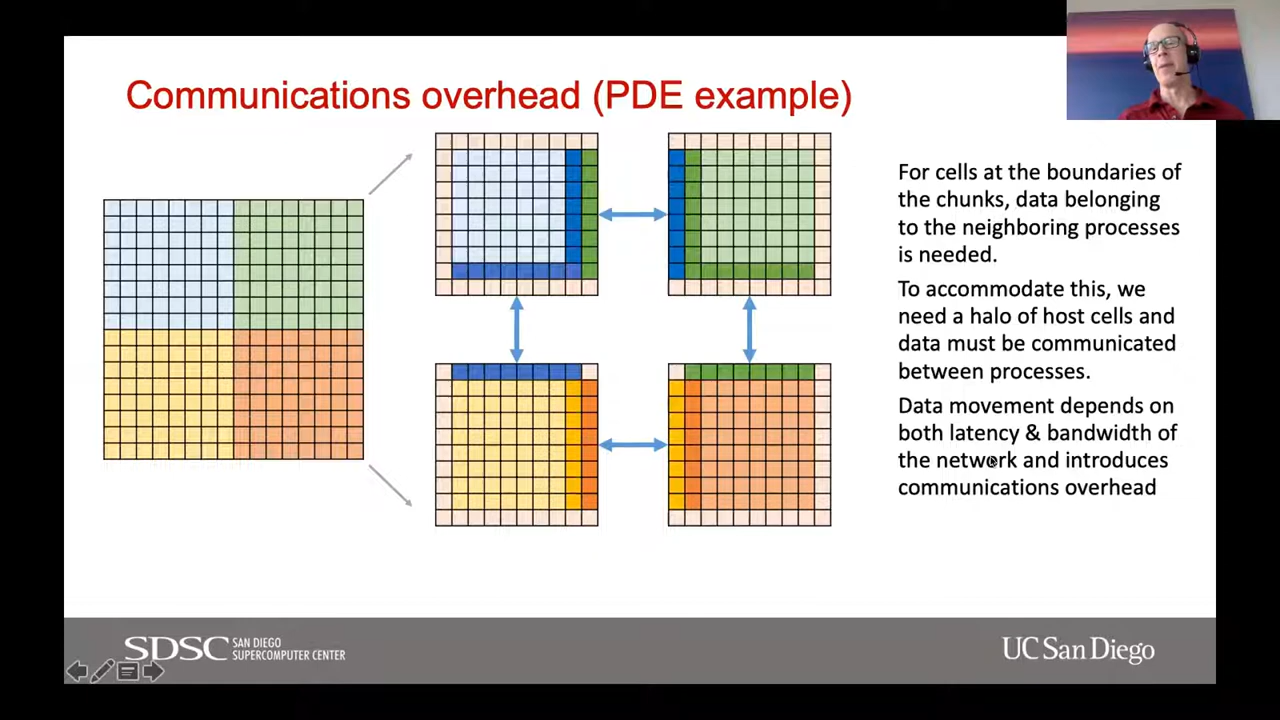 Communications overhead (PDE example)
For cells at the boundaries of
the chunks, data belonging
to the neighboring processes
is needed.
To accommodate this, we
need a halo of host cells and
data must be communicated
between processes.
Data movement depends on
both latency & bandwidth of
the network and introduces
communications overhead
SDSC SAN DIEGO
SUPERCOMPUTER CENTER
UC San Diego